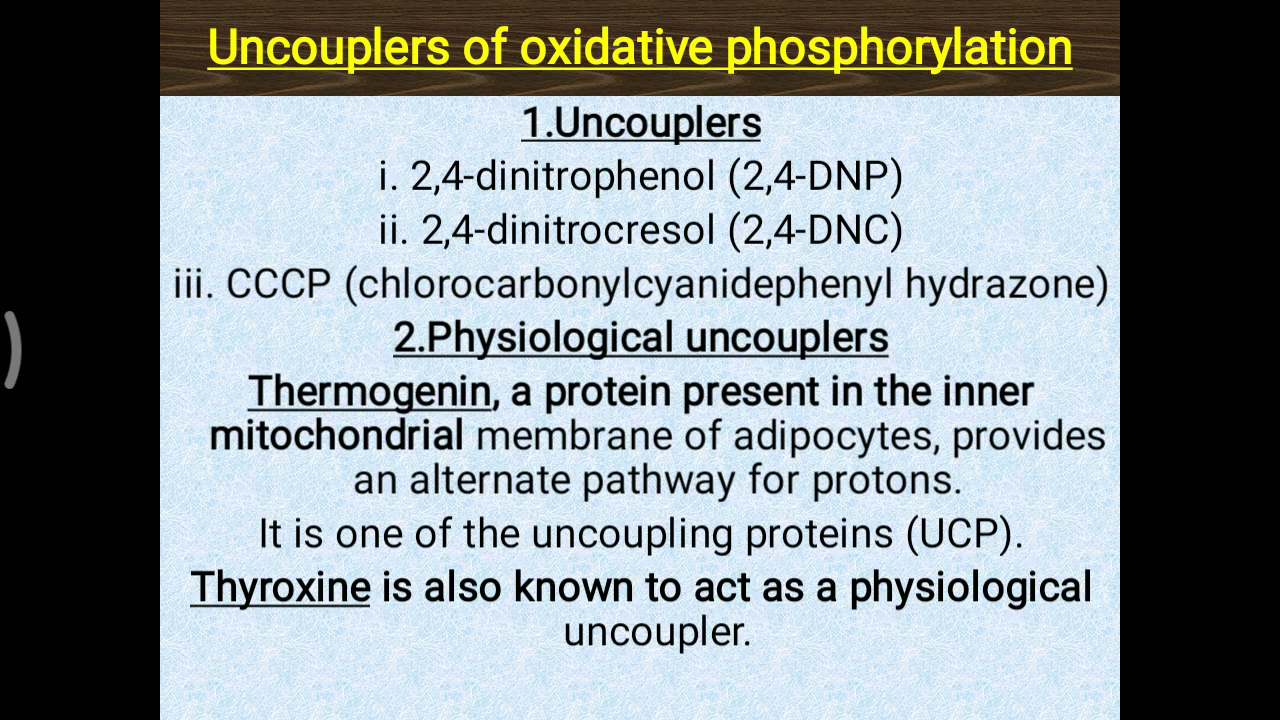 Uncouplers of oxidative phosphorylation
1.Uncouplers
i. 2,4-dinitrophenol (2,4-DNP)
ii. 2,4-dinitrocresol (2,4-DNC)
iii. CCCP (chlorocarbonylcyanidephenyl hydrazone)
2.Physiological uncouplers
Thermogenin, a protein present in the inner
mitochondrial membrane of adipocytes, provides
an alternate pathway for protons.
It is one of the uncoupling proteins (UCP).
Thyroxine is also known to act as a physiological
uncoupler.